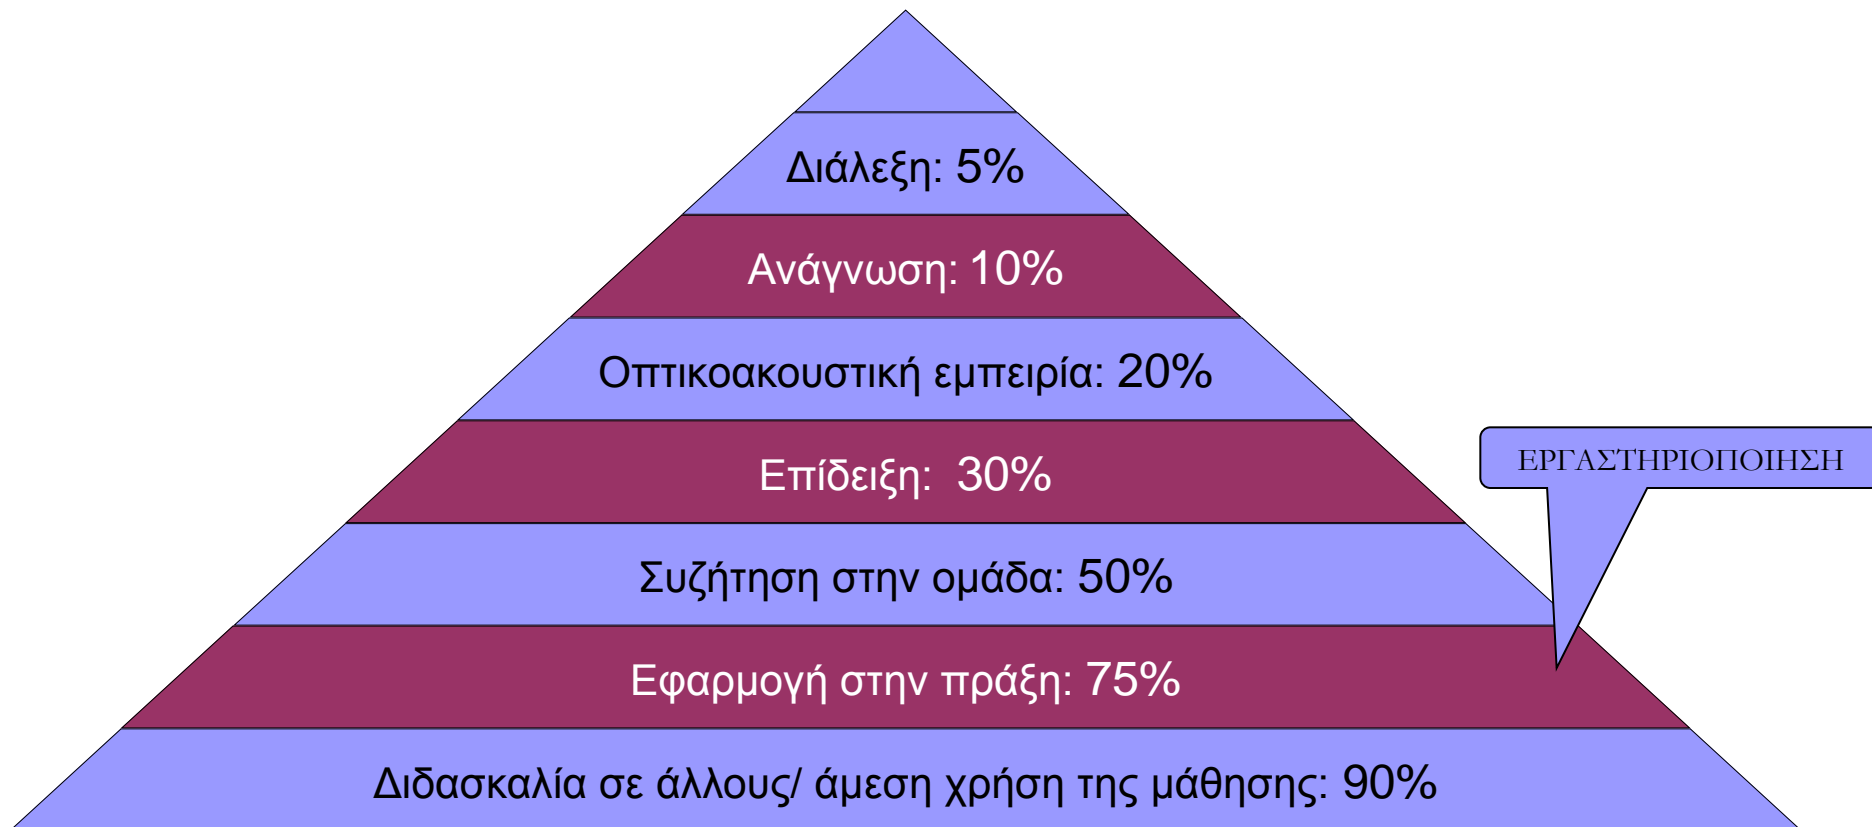 Διάλεξη: 5%
Ανάγνωση: 10%
Οπτικοακουστική εμπειρία: 20%
Επίδειξη: 30%
ΕΡΓΑΣΤΗΡΙΟΠΟΙΗΣΗ
Συζήτηση στην ομάδα: 50%
Εφαρμογή στην πράξη: 75%
Διδασκαλία σε άλλους/ άμεση χρήση της μάθησης: 90%